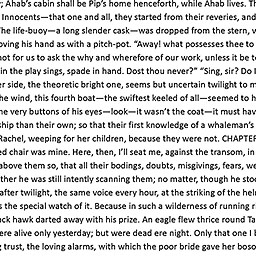 ; Ahab's cabin shall be Pip's home henceforth, while Ahab lives. Th
Innocents—that one and all, they started from their reveries, and
The life-buoy—a long slender cask—was dropped from the stern, v
oving his hand as with a pitch-pot. "Away! what possesses thee to
not for us to ask the why and wherefore of our work, unless it be to
in the play sings, spade in hand. Dost thou never?" "Sing, sir? Do I
er side, the theoretic bright one, seems but uncertain twilight to m
he wind, this fourth boat—the swiftest keeled of all—seemed to h
he very buttons of his eyes—look—it wasn't the coat—it must hav
ship than their own; so that their first knowledge of a whaleman's
Rachel, weeping for her children, because they were not. CHAPTER
ed chair was mine. Here, then, I'll seat me, against the transom, in
above them so, that all their bodings, doubts, misgivings, fears, we
ther he was still intently scanning them; no matter, though he stoo
after twilight, the same voice every hour, at the striking of the helm
s the special watch of it. Because in such a wilderness of running r
ack hawk darted away with his prize. An eagle flew thrice round Ta
ere alive only yesterday; but were dead ere night. Only that one I b
g trust, the loving alarms, with which the poor bride gave her boso